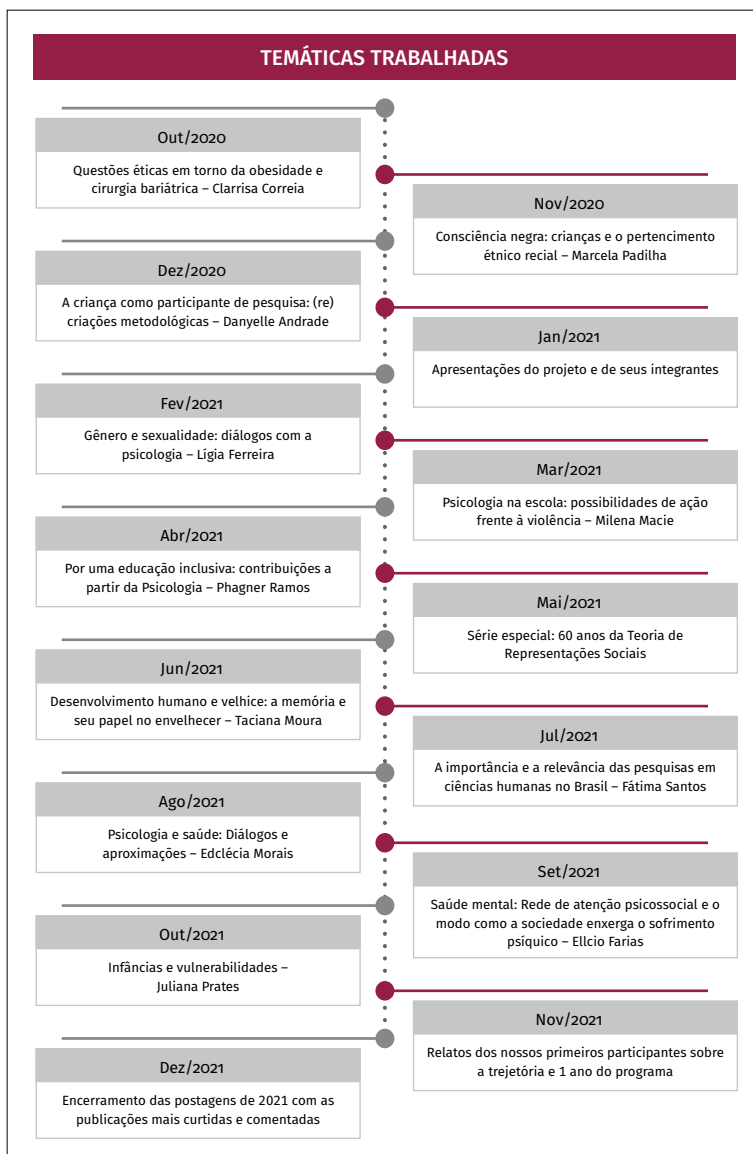 TEMÁTICAS TRABALHADAS
Out/2020
Questões éticas em torno da obesidade e
cirurgia bariátrica – Clarrisa Correia
Nov/2020
Consciência negra: crianças e o pertencimento
étnico recial – Marcela Padilha
Dez/2020
A criança como participante de pesquisa: (re)
criações metodológicas – Danyelle Andrade
Jan/2021
Apresentações do projeto e de seus integrantes
Fev/2021
Gênero e sexualidade: diálogos com a
psicologia – Lígia Ferreira
Mar/2021
Psicologia na escola: possibilidades de ação
frente à violência – Milena Macie
Abr/2021
Por uma educação inclusiva: contribuições a
partir da Psicologia – Phagner Ramos
Mai/2021
Série especial: 60 anos da Teoria de
Representações Sociais
Jun/2021
Desenvolvimento humano e velhice: a memória e
seu papel no envelhecer – Taciana Moura
Jul/2021
A importância e a relevância das pesquisas em
ciências humanas no Brasil – Fátima Santos
Ago/2021
Psicologia e saúde: Diálogos e
aproximações – Edclécia Morais
Set/2021
Saúde mental: Rede de atenção psicossocial e o
modo como a sociedade enxerga o sofrimento
psíquico – Ellcio Farias
Out/2021
Infâncias e vulnerabilidades –
Juliana Prates
Nov/2021
Relatos dos nossos primeiros participantes sobre
a trejetória e 1 ano do programa
Dez/2021
Encerramento das postagens de 2021 com as
publicações mais curtidas e comentadas